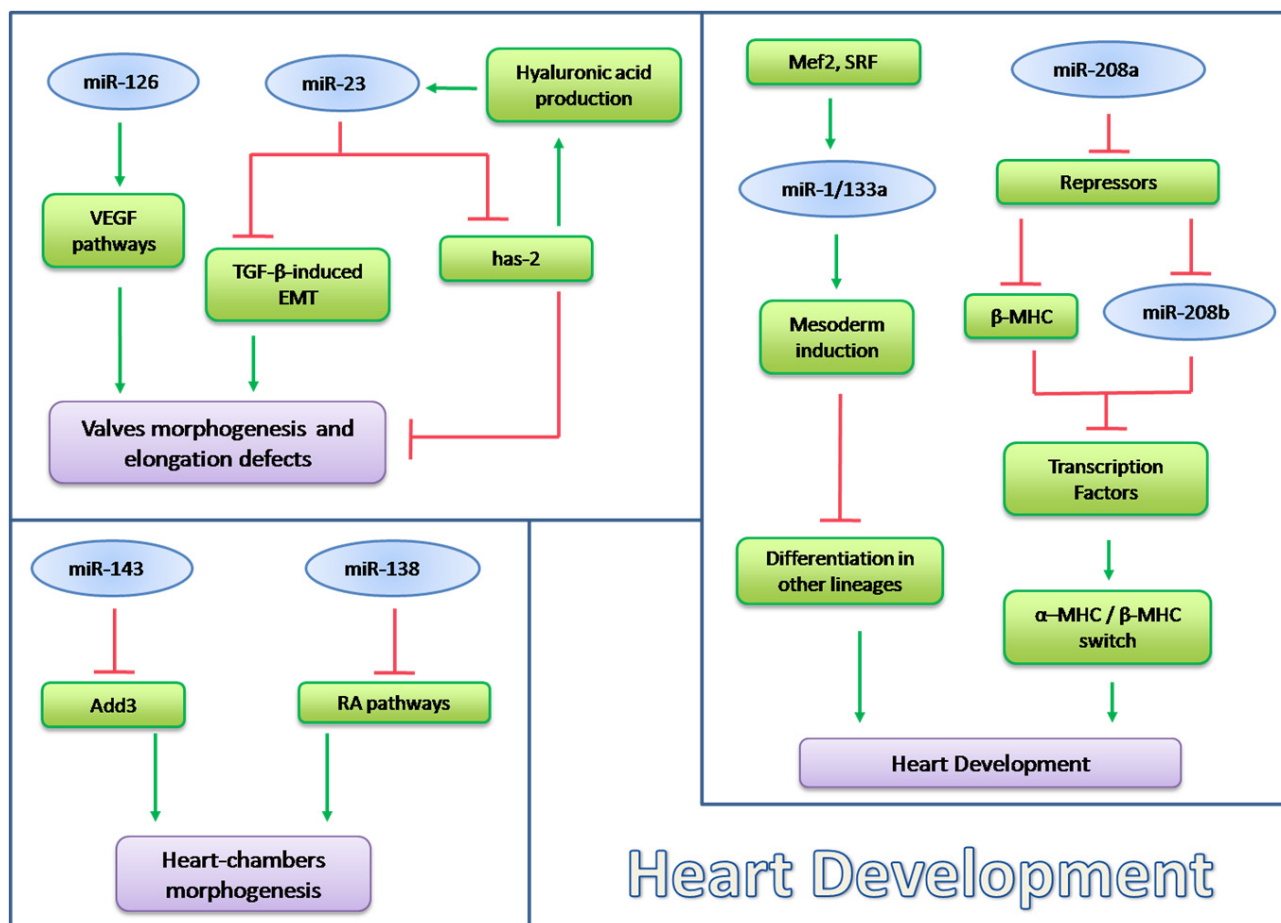 miR-126
miR-23
Hyaluronic acid
production
VEGF
pathways
TGF-β-induced
EMT
has-2
Valves morphogenesis and
elongation defects
miR-143
miR-138
Add3
RA pathways
Heart-chambers
morphogenesis
Mef2, SRF
miR-208a
miR-1/133a
Repressors
Mesoderm
induction
β-MHC
miR-208b
Transcription
Factors
Differentiation in
other lineages
α–MHC / β-MHC
switch
Heart Development
Heart Development